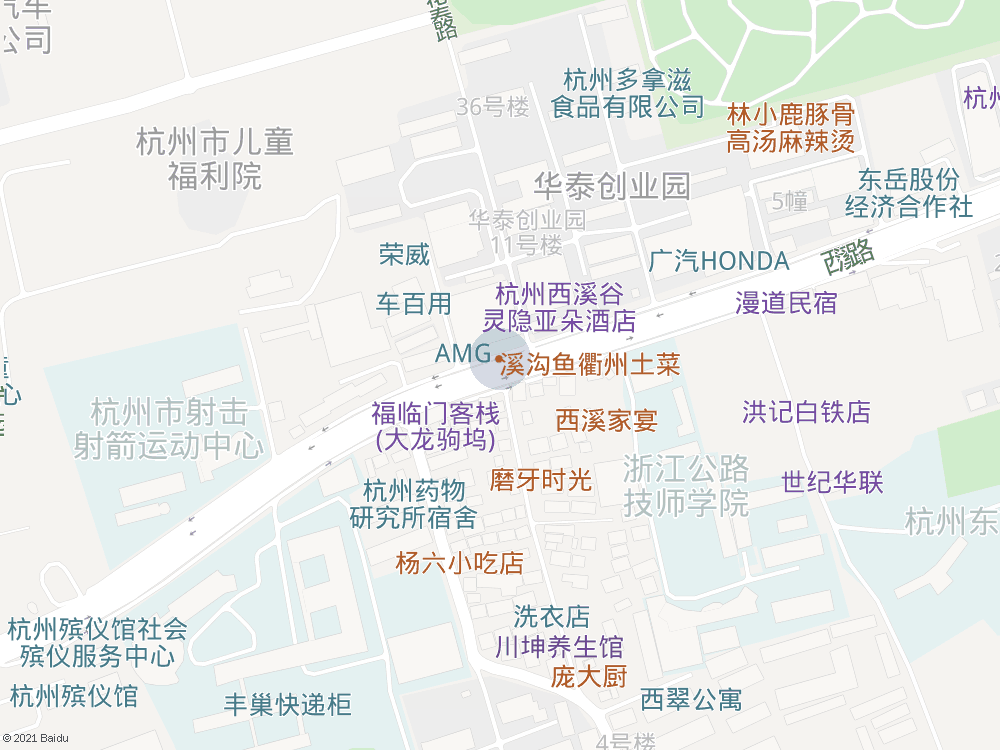 汽车
公司
泰路
杭州多拿滋
食品有限公司
36号楼
林小鹿豚骨
高汤麻辣烫
杭州
杭州市儿童
福利院
华泰创业园
5幢
东岳股份
经济合作社
华泰创业园
11号楼
荣威
广汽HONDA
西溪路
车百用
杭州西溪谷
灵隐亚朵酒店
漫道民宿
AMG
溪沟鱼衢州土菜
心
杭州市射击
射箭运动中心
福临门客栈
(大龙驹坞)
西溪家宴
洪记白铁店
磨牙时光
浙江公路
技师学院
世纪华联
杭州药物
研究所宿舍
杭州东
杨六小吃店
洗衣店
杭州殡仪馆社会
殡仪服务中心
川坤养生馆
庞大厨
杭州殡仪馆
丰巢快递柜
西翠公寓
4号楼
© 2021 Baidu